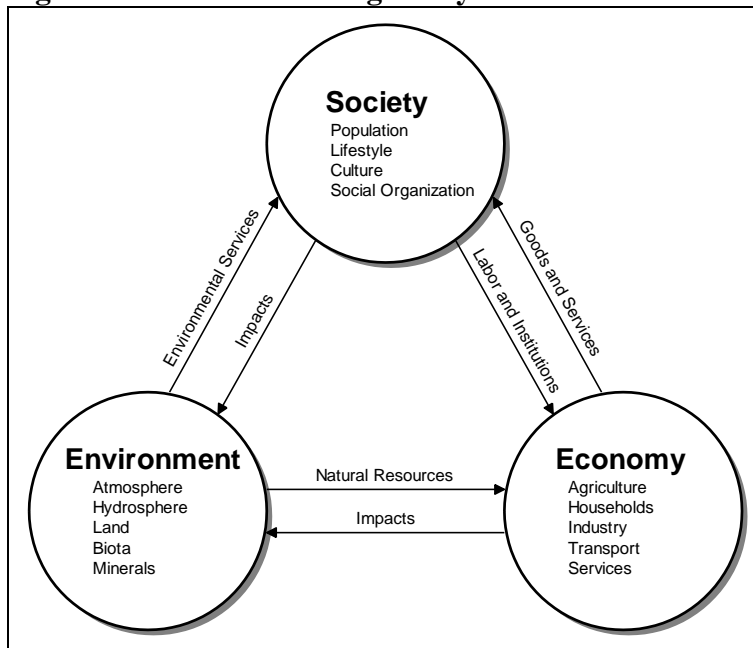 Society
Population
Lifestyle
Culture
Social Organization
Environmental Services
Impacts
Labor and Institutions
Goods and Services
Environment
Atmosphere
Hydrosphere
Land
Biota
Minerals
Natural Resources
Impacts
Economy
Agriculture
Households
Industry
Transport
Services